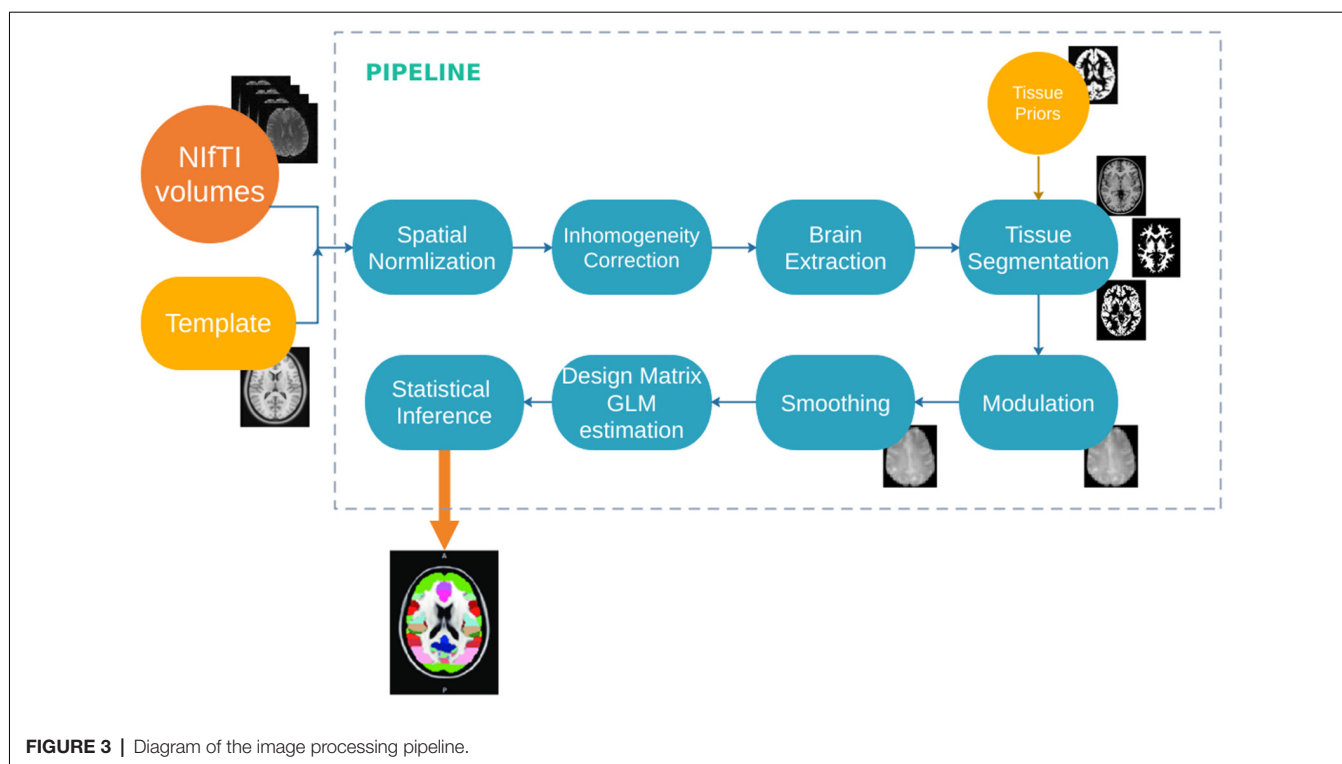 PIPELINE
Tissue
Priors
NIfTI
volumes
Spatial
Normlization
Inhomogeneity
Correction
Brain
Extraction
Tissue
Segmentation
Template
Statistical
Inference
Design Matrix
GLM
estimation
Smoothing
Modulation
A
P
FIGURE 3 | Diagram of the image processing pipeline.